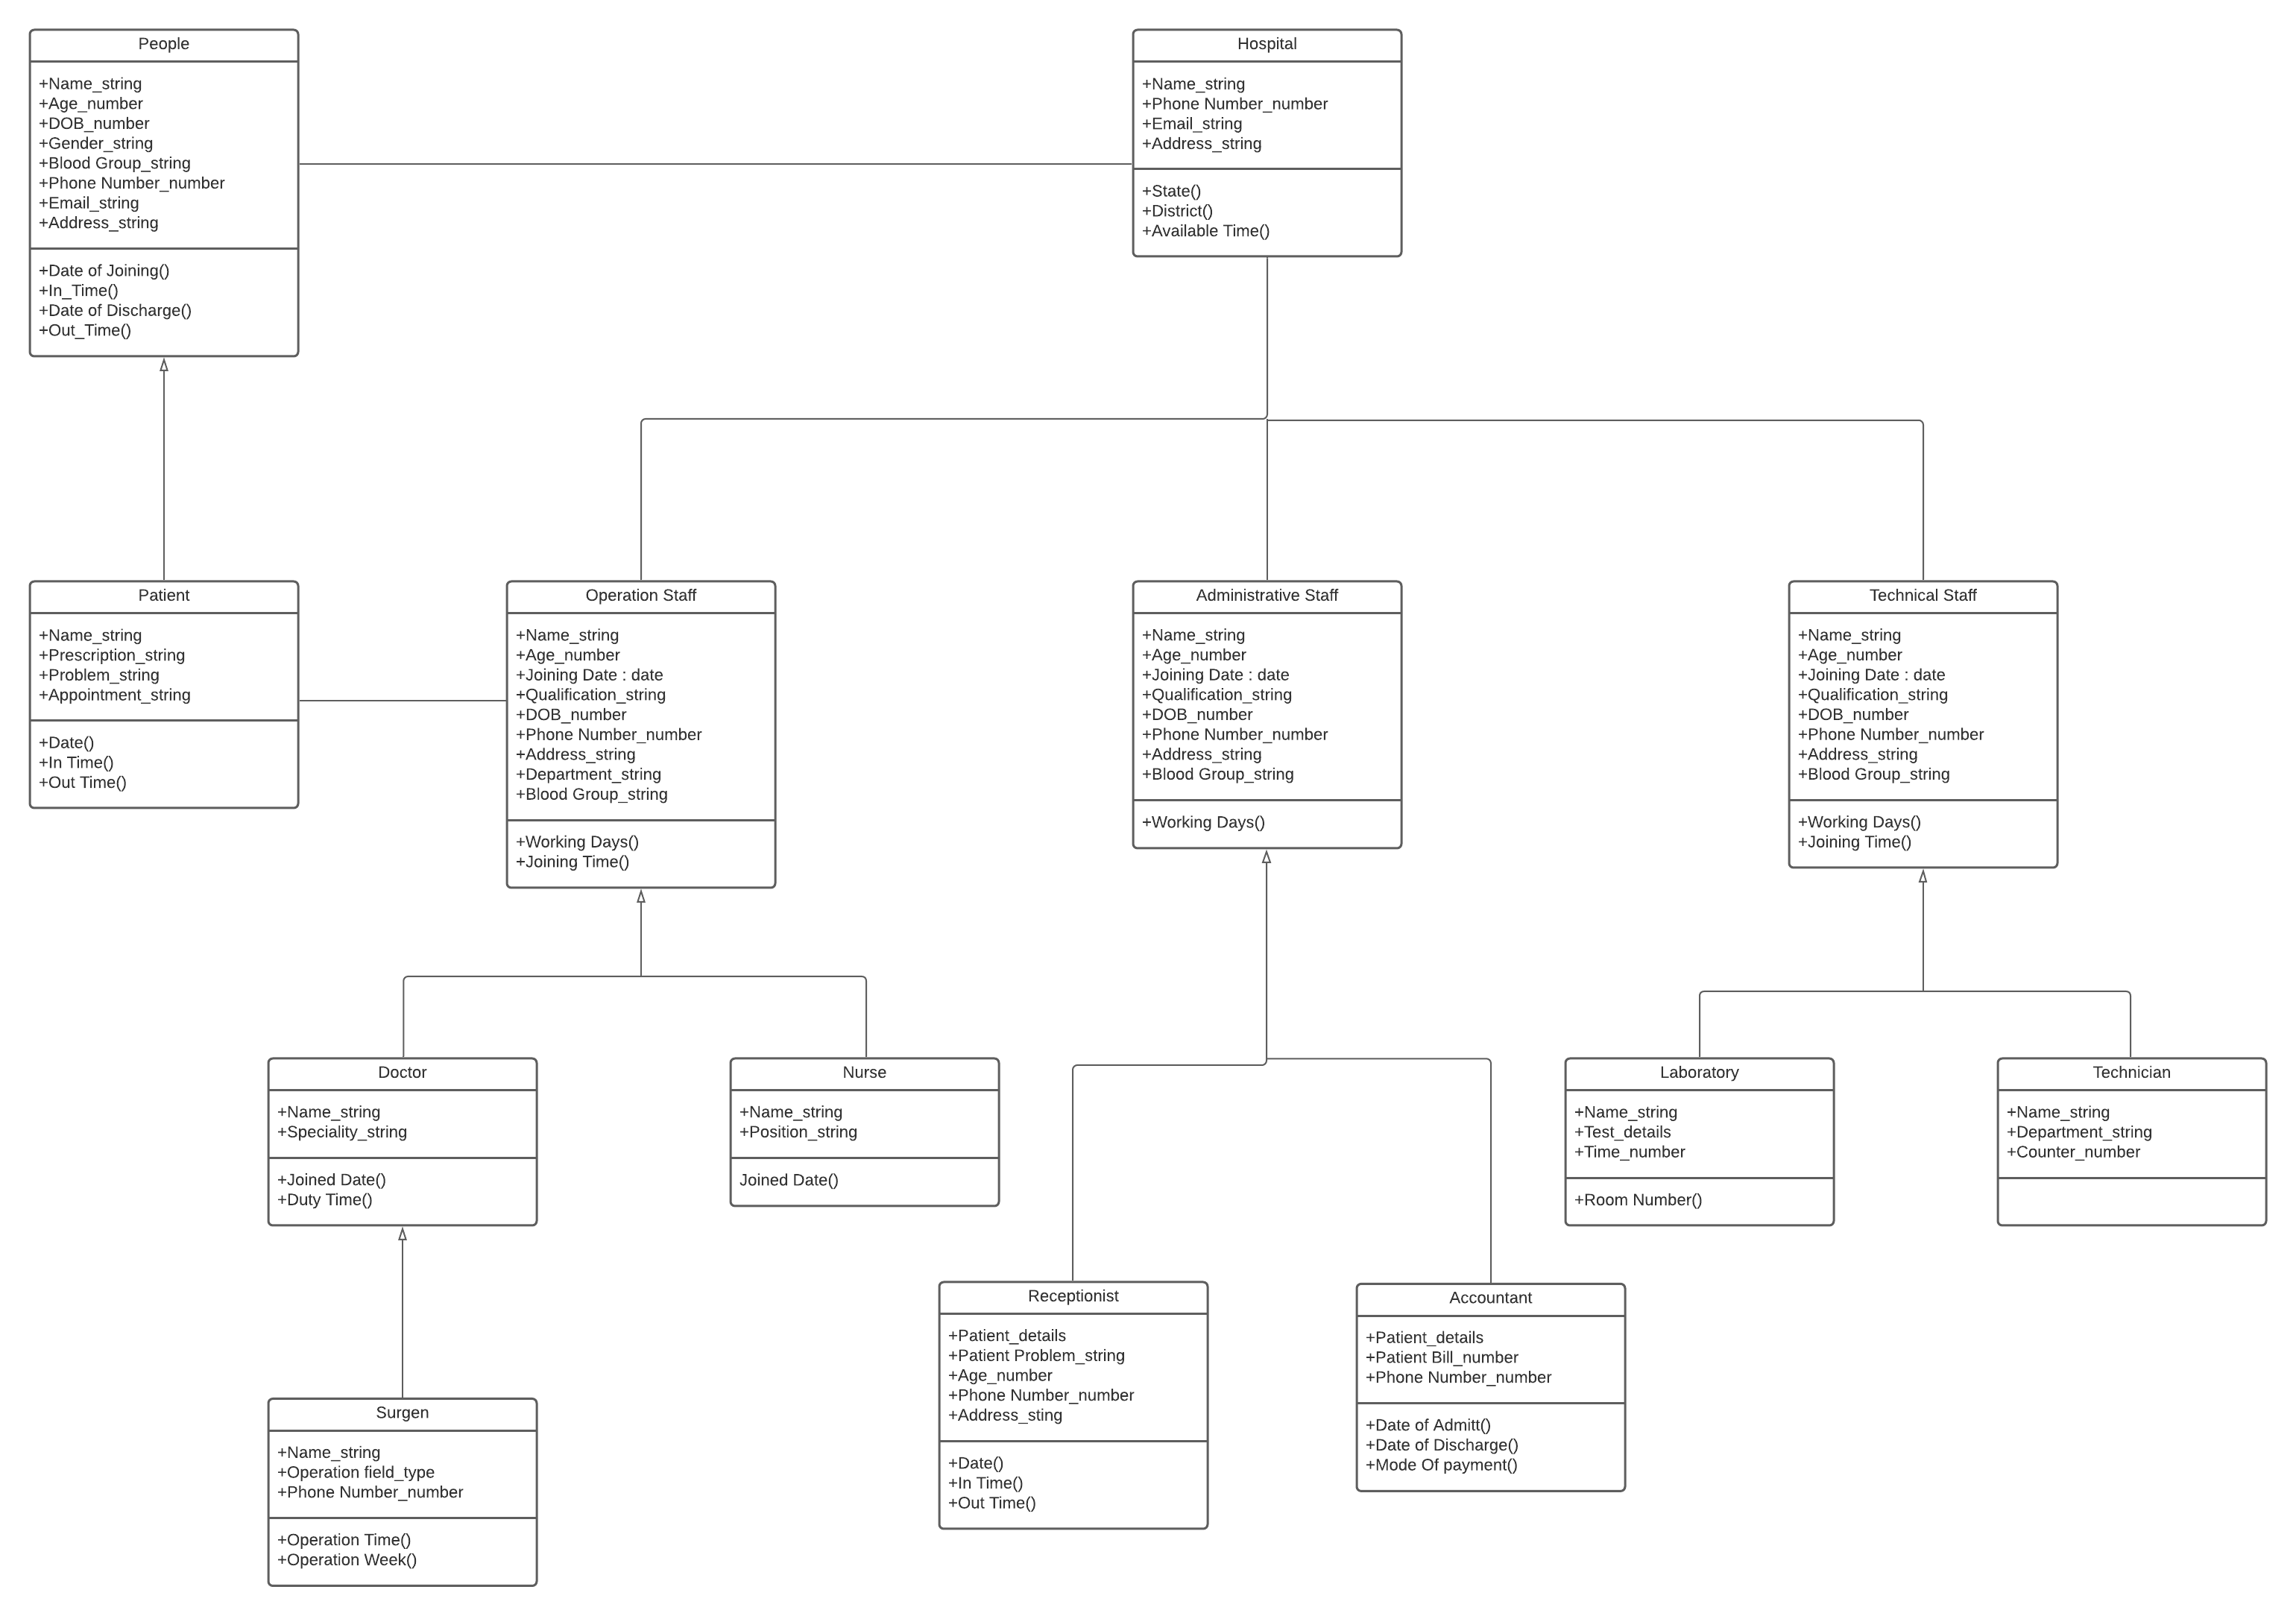 People
+Name_string
+Age_number
+DOB_number
+Gender_string
+Blood Group_string
+Phone Number_number
+Email_string
+Address_string
+Date of Joining()
+In_Time()
+Date of Discharge()
+Out_Time()
Hospital
+Name_string
+Phone Number_number
+Email_string
+Address_string
+State()
+District()
+Available Time()
Patient
+Name_string
+Prescription_string
+Problem_string
+Appointment_string
+Date()
+In Time()
+Out Time()
Operation Staff
+Name_string
+Age_number
+Joining Date : date
+Qualification_string
+DOB_number
+Phone Number_number
+Address_string
+Department_string
+Blood Group_string
+Working Days()
+Joining Time()
Administrative Staff
+Name_string
+Age_number
+Joining Date : date
+Qualification_string
+DOB_number
+Phone Number_number
+Address_string
+Blood Group_string
+Working Days()
Technical Staff
+Name_string
+Age_number
+Joining Date : date
+Qualification_string
+DOB_number
+Phone Number_number
+Address_string
+Blood Group_string
+Working Days()
+Joining Time()
Doctor
+Name_string
+Speciality_string
+Joined Date()
+Duty Time()
Nurse
+Name_string
+Position_string
Joined Date()
Laboratory
+Name_string
+Test_details
+Time_number
+Room Number()
Technician
+Name_string
+Department_string
+Counter_number
Receptionist
+Patient_details
+Patient Problem_string
+Age_number
+Phone Number_number
+Address_sting
+Date()
+In Time()
+Out Time()
Accountant
+Patient_details
+Patient Bill_number
+Phone Number_number
+Date of Admitt()
+Date of Discharge()
+Mode Of payment()
Surgen
+Name_string
+Operation field_type
+Phone Number_number
+Operation Time()
+Operation Week()